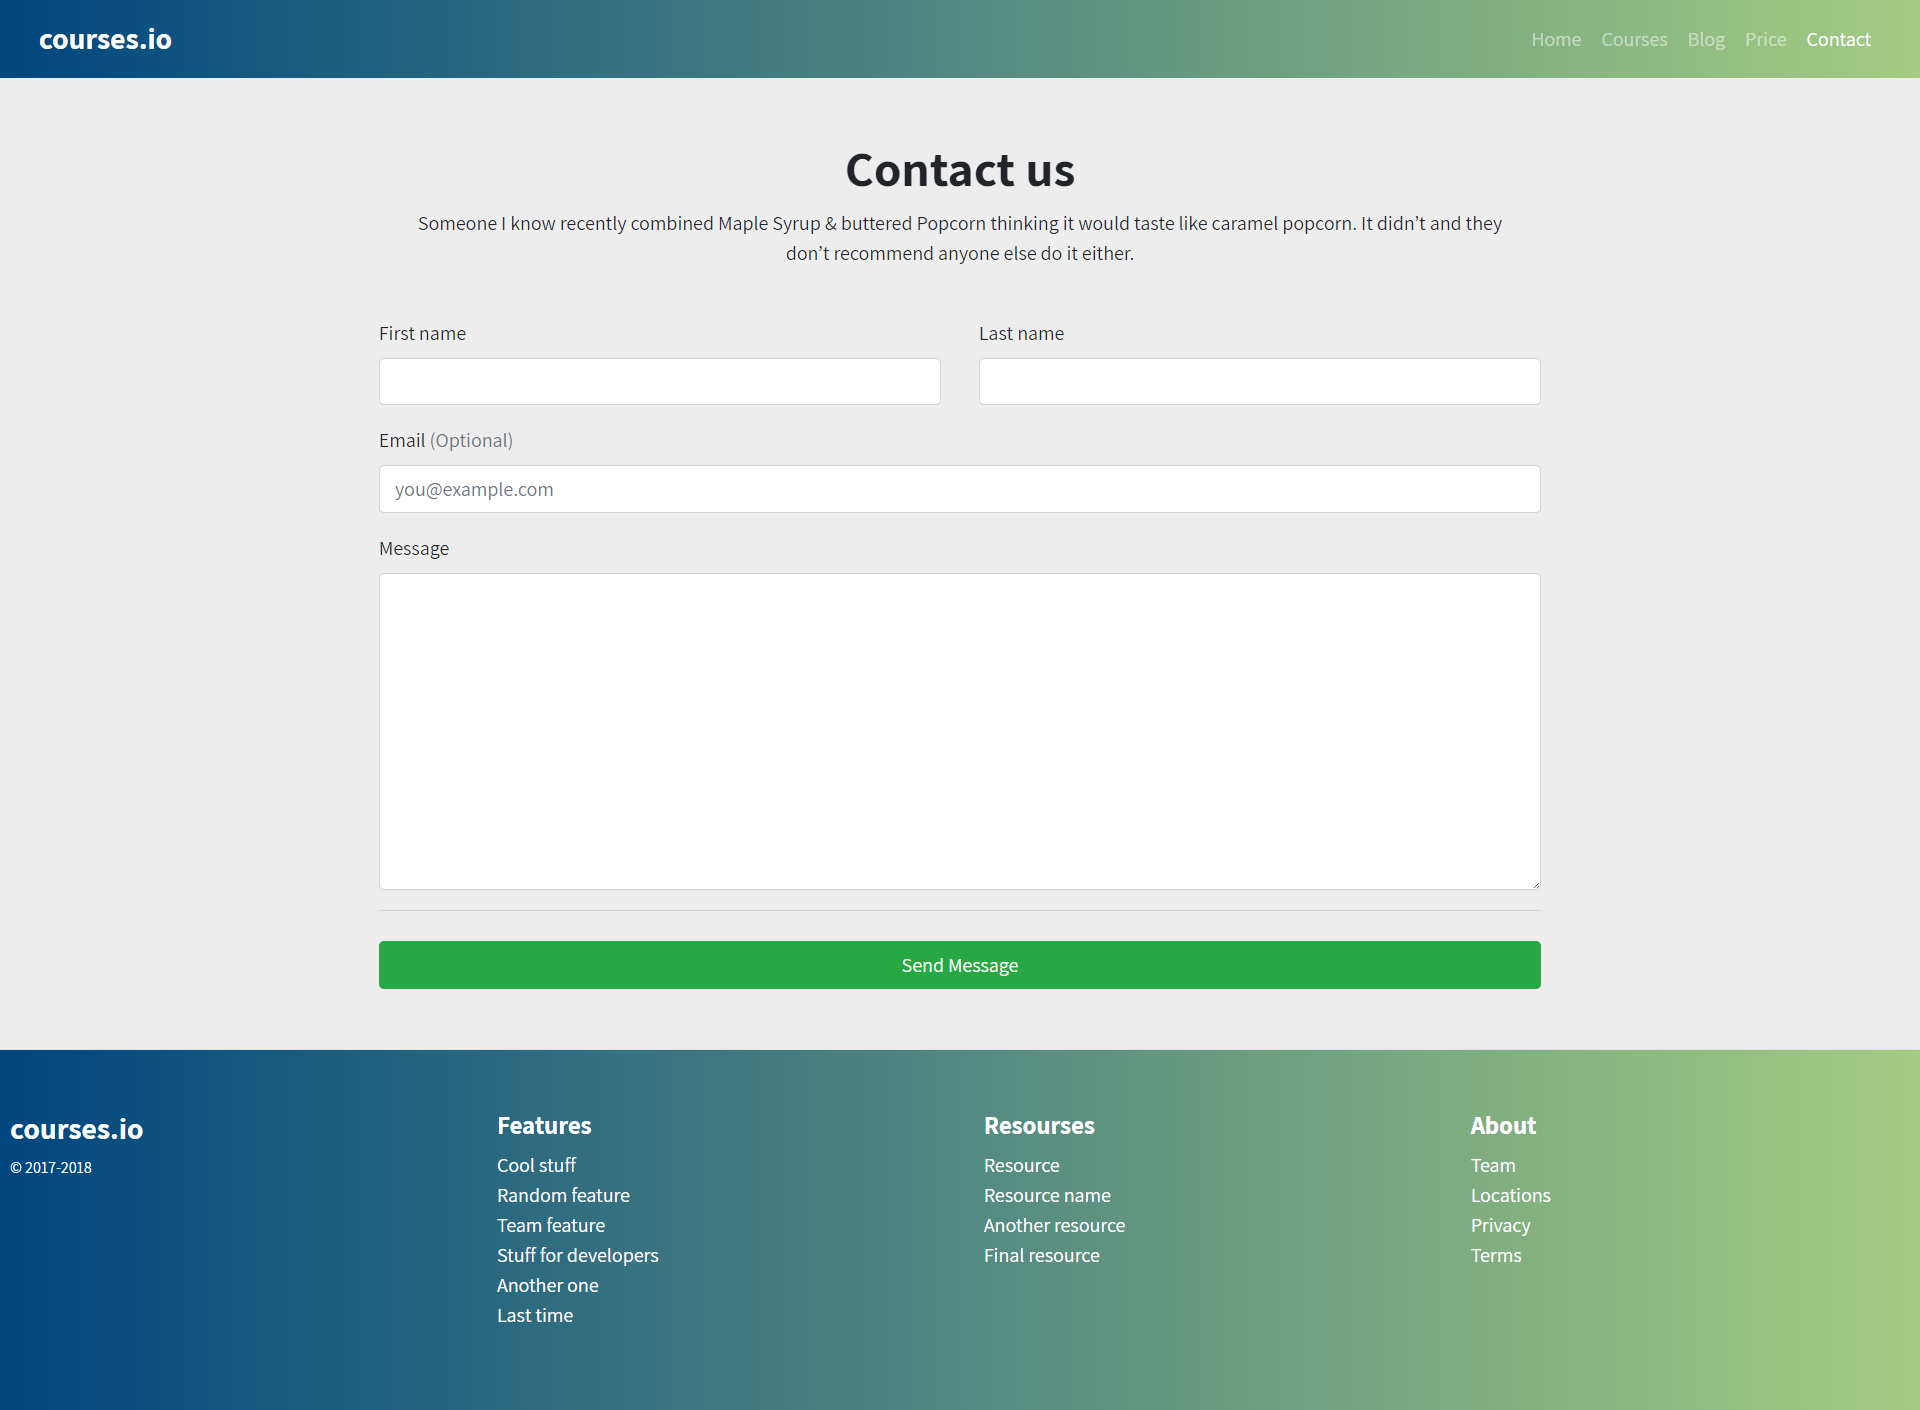 courses.io
Home Courses Blog Price Contact
Contact us
Someone I know recently combined Maple Syrup & buttered Popcorn thinking it would taste like caramel popcorn. It didn’t and they
don’t recommend anyone else do it either.
First name
Last name
Email (Optional)
you@example.com
Message
Send Message
courses.io
© 2017-2018
Features
Cool stuff
Random feature
Team feature
Stuff for developers
Another one
Last time
Resourses
Resource
Resource name
Another resource
Final resource
About
Team
Locations
Privacy
Terms